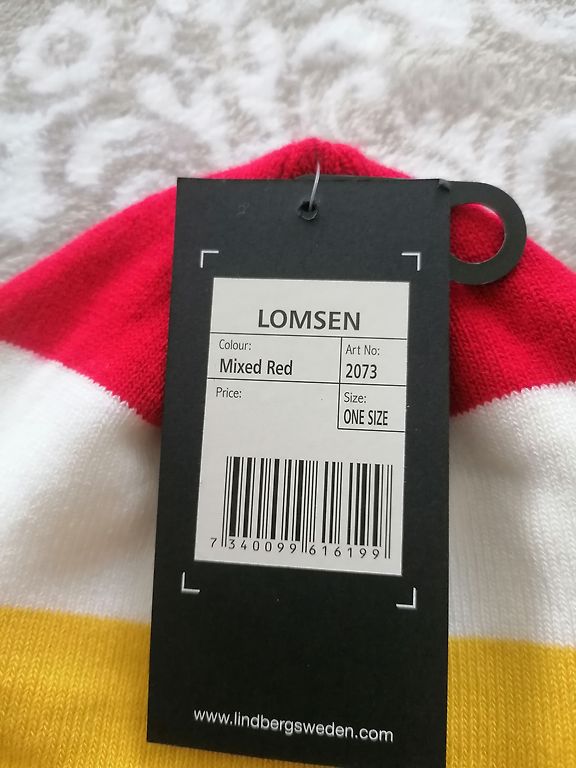 LOMSEN
Colour:
Mixed Red
Art No:
2073
Price:
Size:
ONE SIZE
7 340099 616199
www.lindbergsweden.com